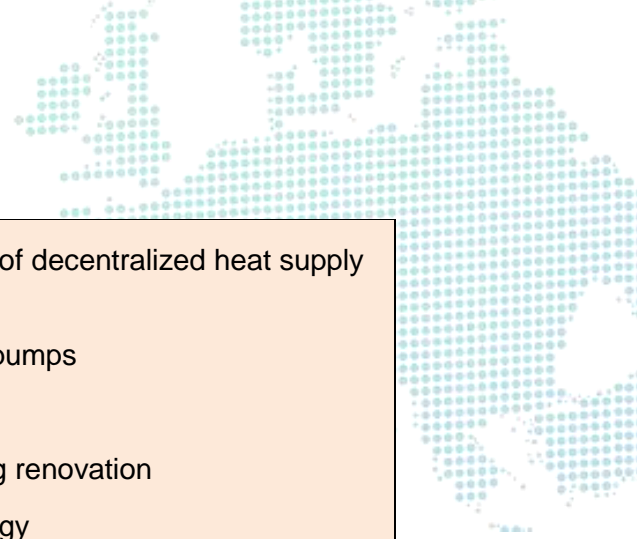 of decentralized heat supply
pumps
g renovation
gy